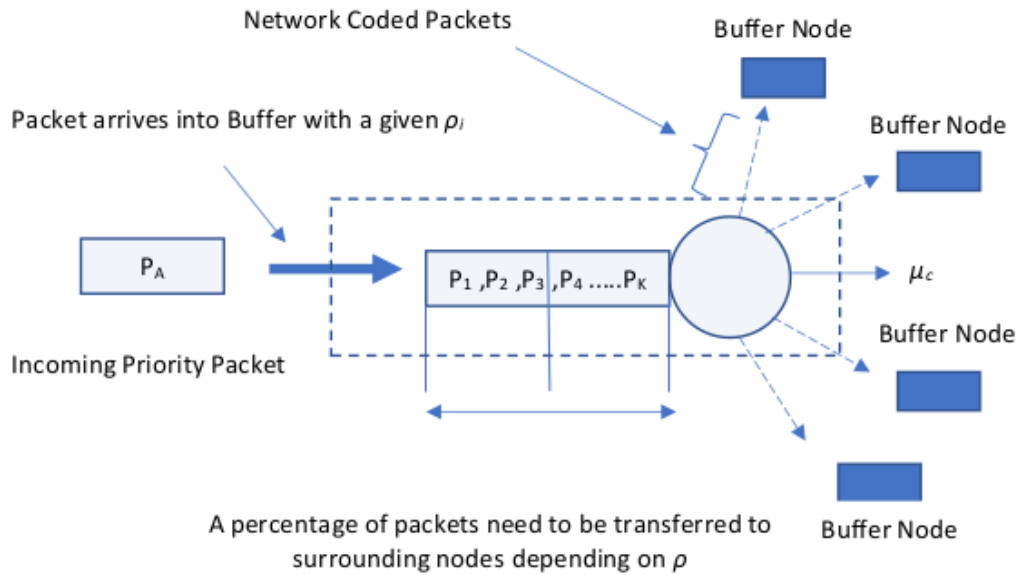 Network Coded Packets
Buffer Node
Packet arrives into Buffer with a given ρi
Buffer Node
PA
P1 ,P2 ,P3 ,P4 .....PK
μc
Incoming Priority Packet
Buffer Node
A percentage of packets need to be transferred to
surrounding nodes depending on ρ
Buffer Node